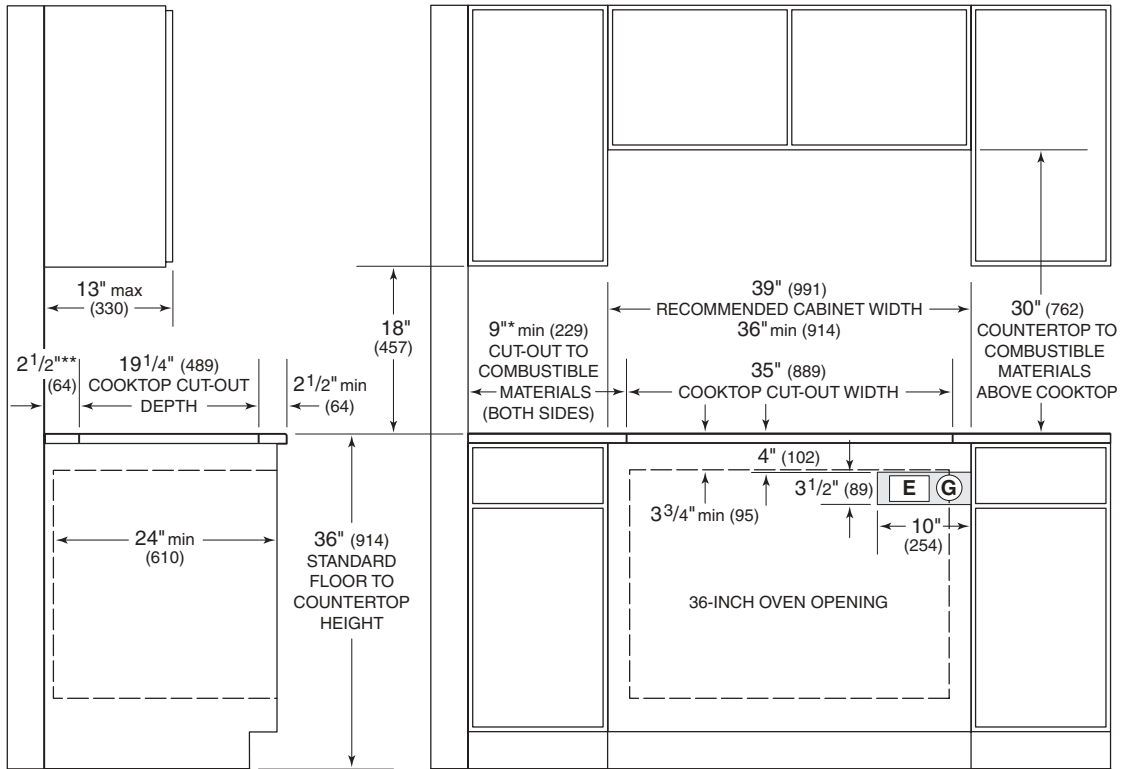 13" max
(330)
2 1/2"**
(64)
19 1/4" (489)
COOKTOP CUT-OUT
DEPTH
2 1/2" min
(64)
24" min
(610)
36" (914)
STANDARD
FLOOR TO
COUNTERTOP
HEIGHT
18"
(457)
9"* min (229)
CUT-OUT TO
COMBUSTIBLE
MATERIALS
(BOTH SIDES)
39" (991)
RECOMMENDED CABINET WIDTH
36" min (914)
35" (889)
COOKTOP CUT-OUT WIDTH
30" (762)
COUNTERTOP TO
COMBUSTIBLE
MATERIALS
ABOVE COOKTOP
4" (102)
3 1/2" (89)
E G
3 3/4" min (95)
10"
(254)
36-INCH OVEN OPENING